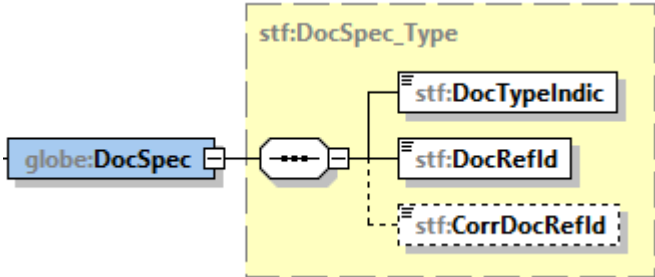 stf:DocSpec_Type
stf:DocTypeIndic
globe:DocSpec
stf:DocRefId
stf:CorrDocRefId